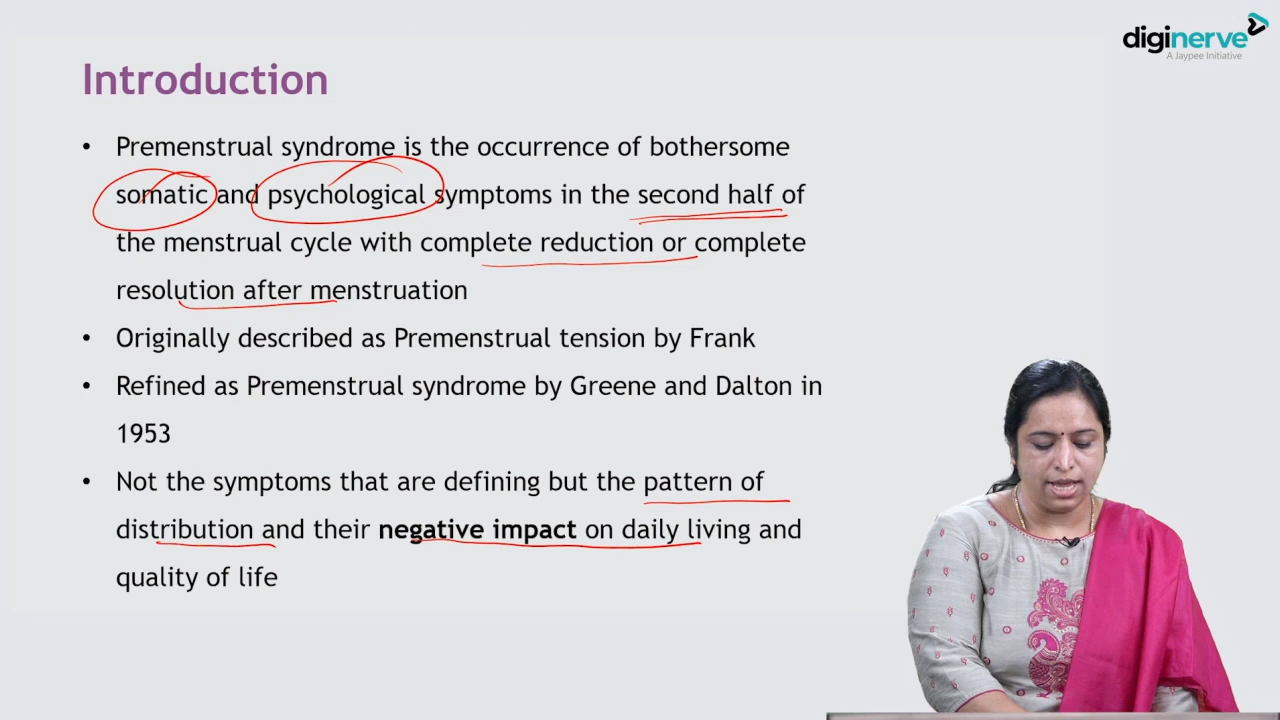 diginerve
A Jaypee Initiative
Introduction
• Premenstrual syndrome is the occurrence of bothersome
somatic and psychological symptoms in the second half of
the menstrual cycle with complete reduction or complete
resolution after menstruation
• Originally described as Premenstrual tension by Frank
• Refined as Premenstrual syndrome by Greene and Dalton in
1953
• Not the symptoms that are defining but the pattern of
distribution and their negative impact on daily living and
quality of life